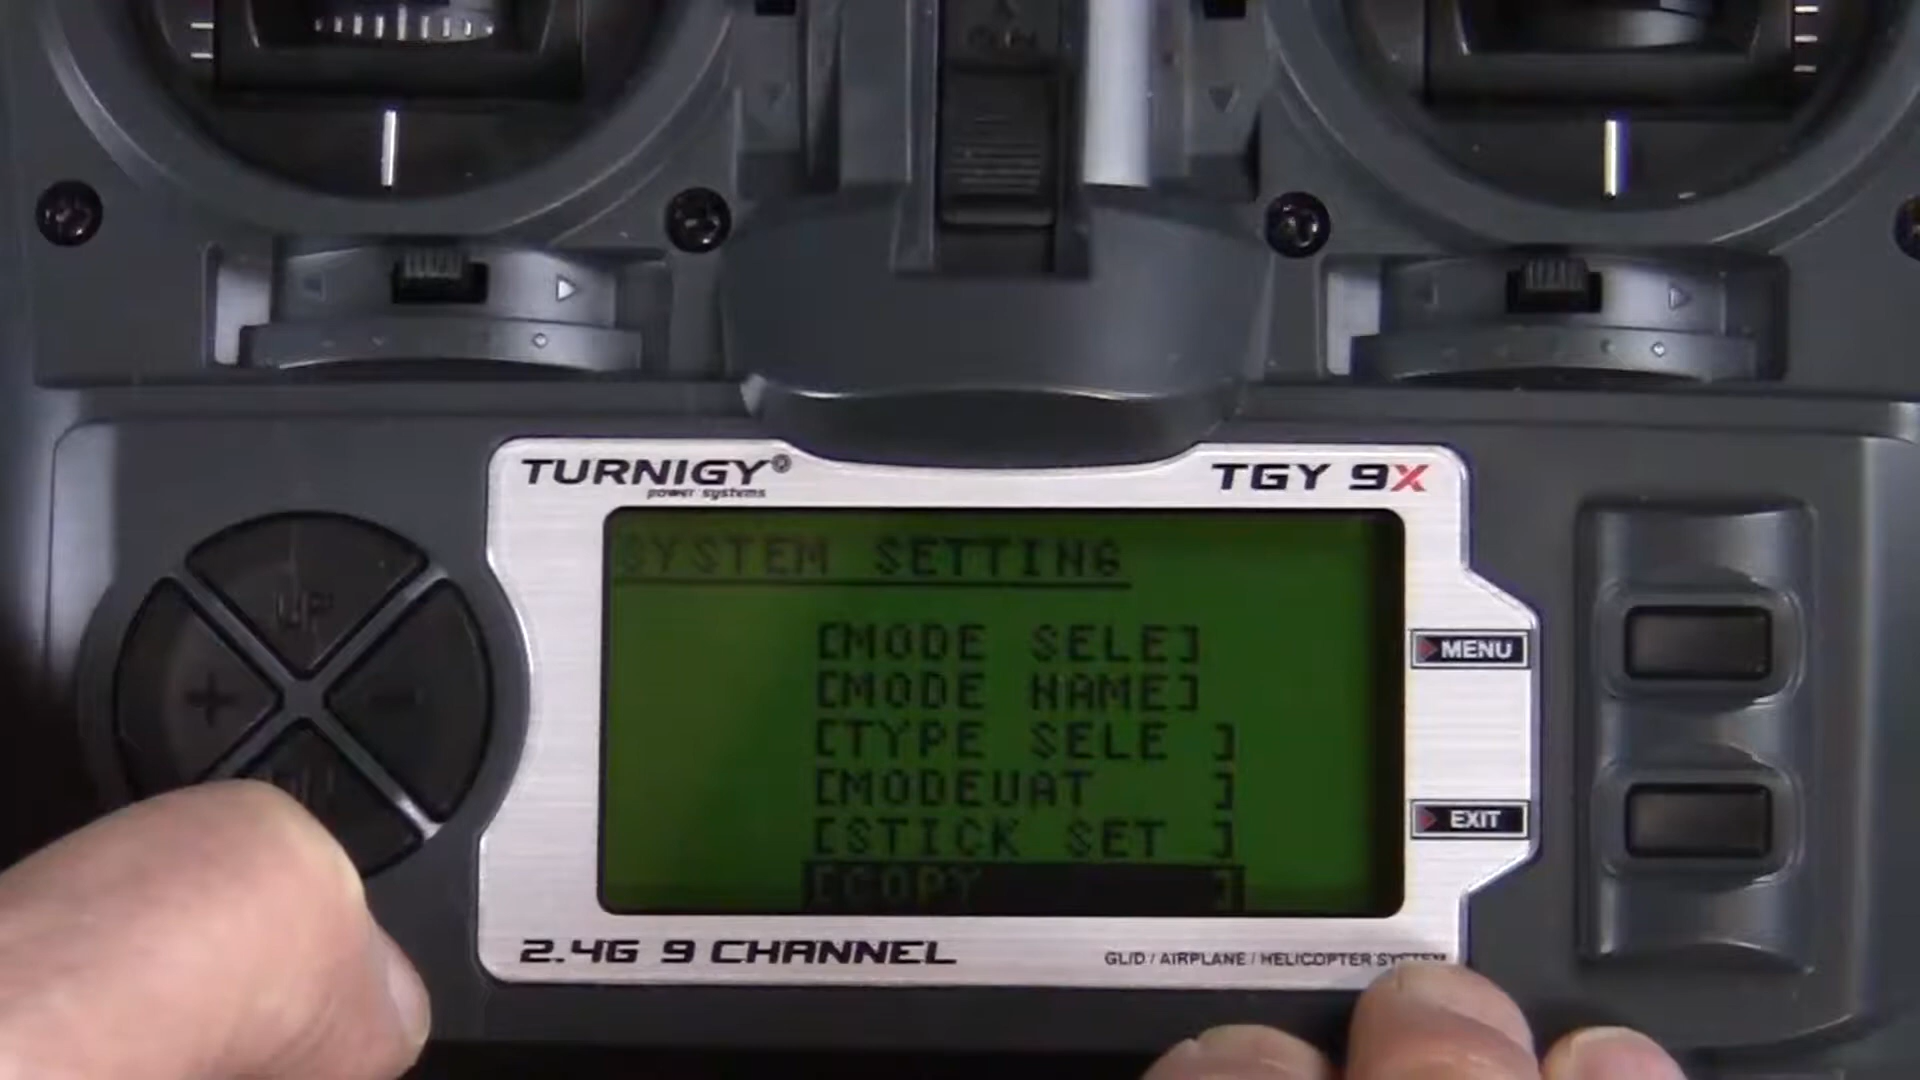 TURNIGY®
power systems
TGY 9X
SYSTEM SETTING
[MODE SELE]
[MODE NAME]
[TYPE SELE ]
[MODEUAT ]
[STICK SET ]
[COPY ]
UP
+
-
MENU
EXIT
2.4G 9 CHANNEL
GLID / AIRPLANE / HELICOPTER SYSTEM